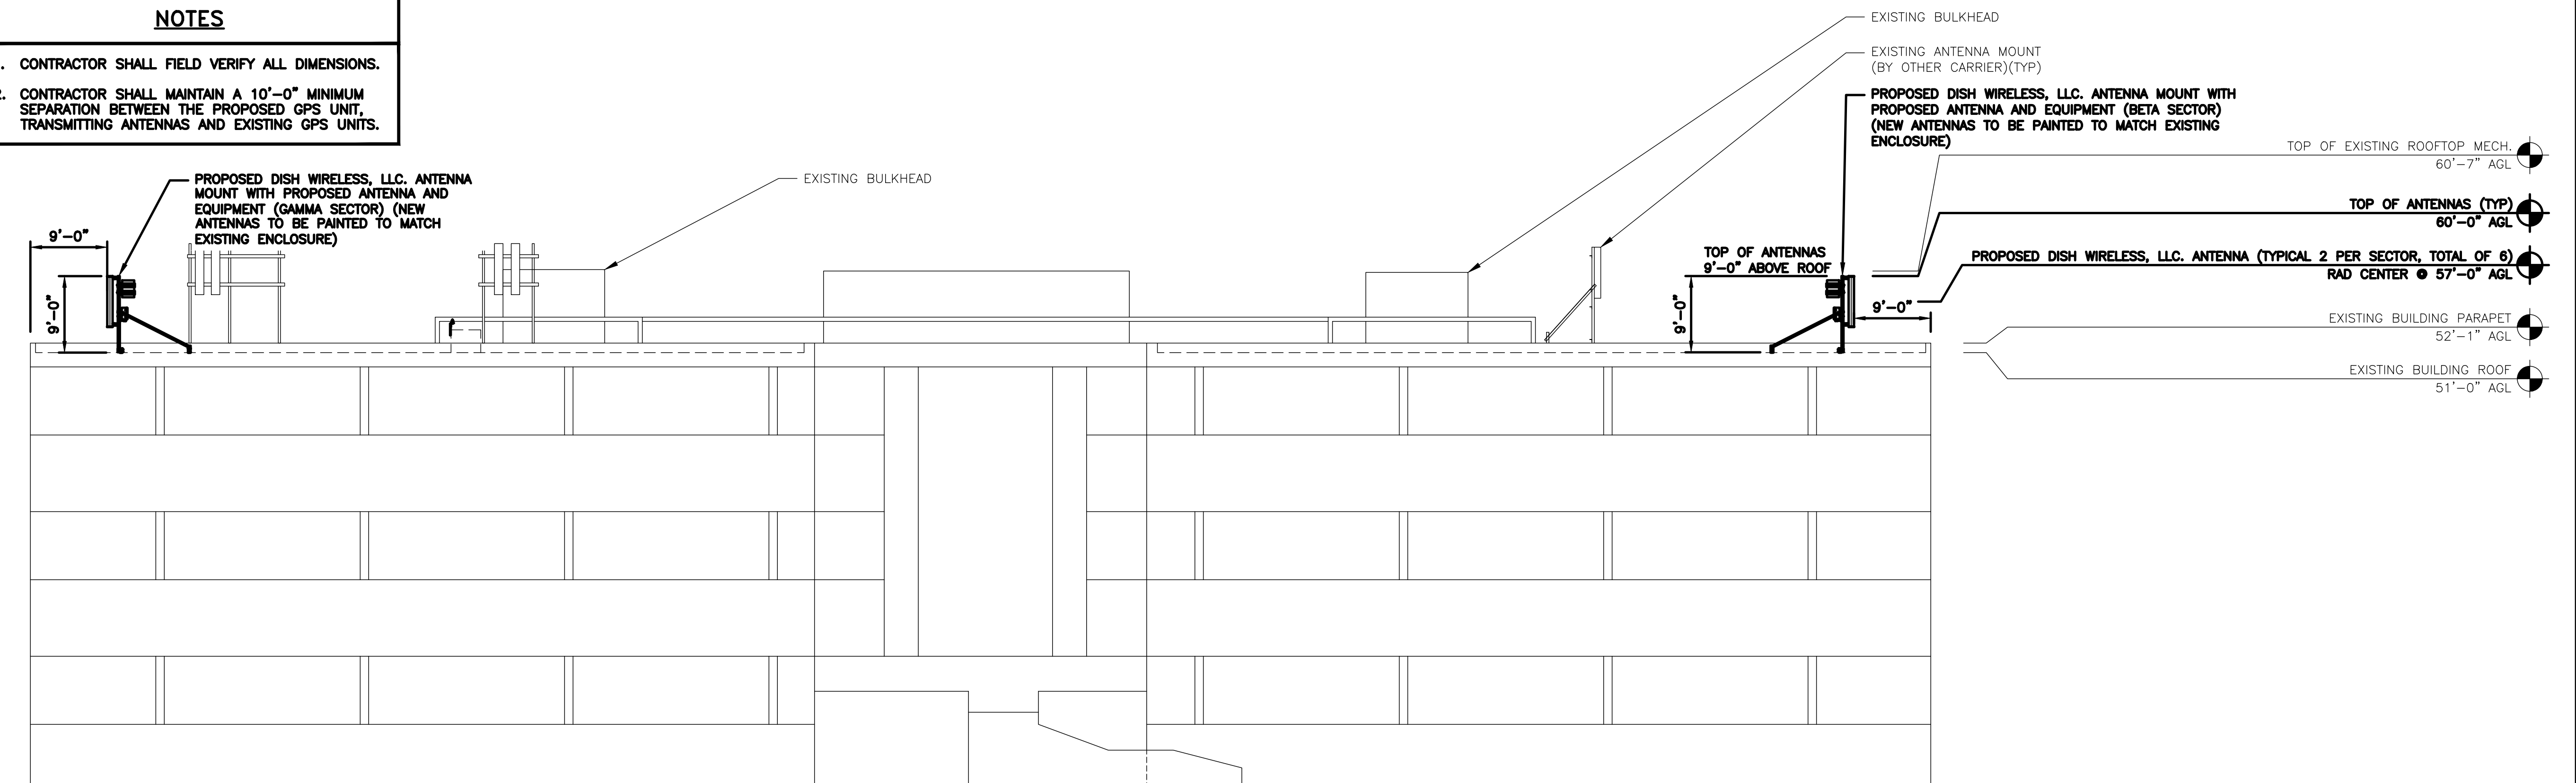 NOTES
. CONTRACTOR SHALL FIELD VERIFY ALL DIMENSIONS.
2. CONTRACTOR SHALL MAINTAIN A 10'-0" MINIMUM
SEPARATION BETWEEN THE PROPOSED GPS UNIT,
TRANSMITTING ANTENNAS AND EXISTING GPS UNITS.
EXISTING BULKHEAD
EXISTING ANTENNA MOUNT
(BY OTHER CARRIER)(TYP)
PROPOSED DISH WIRELESS, LLC. ANTENNA MOUNT WITH
PROPOSED ANTENNA AND EQUIPMENT (BETA SECTOR)
(NEW ANTENNAS TO BE PAINTED TO MATCH EXISTING
ENCLOSURE)
PROPOSED DISH WIRELESS, LLC. ANTENNA
MOUNT WITH PROPOSED ANTENNA AND
EQUIPMENT (GAMMA SECTOR) (NEW
ANTENNAS TO BE PAINTED TO MATCH
EXISTING ENCLOSURE)
EXISTING BULKHEAD
9'-0"
9'-0"
TOP OF ANTENNAS
9'-0" ABOVE ROOF
9'-0"
9'-0"
TOP OF EXISTING ROOFTOP MECH.
60'-7" AGL
TOP OF ANTENNAS (TYP)
60'-0" AGL
PROPOSED DISH WIRELESS, LLC. ANTENNA (TYPICAL 2 PER SECTOR, TOTAL OF 6)
RAD CENTER @ 57'-0" AGL
EXISTING BUILDING PARAPET
52'-1" AGL
EXISTING BUILDING ROOF
51'-0" AGL